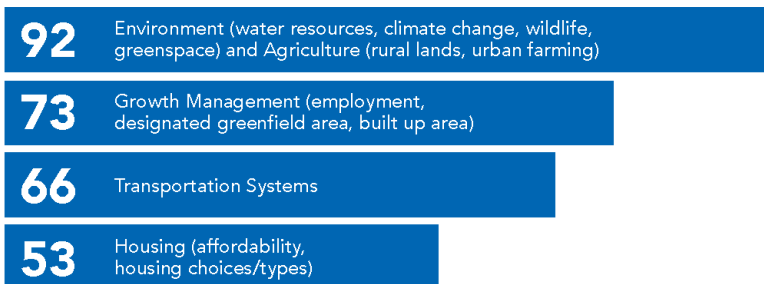 92
Environment (water resources, climate change, wildlife,
greenspace) and Agriculture (rural lands, urban farming)
73
Growth Management (employment,
designated greenfield area, built up area)
66
Transportation Systems
53
Housing (affordability,
housing choices/types)